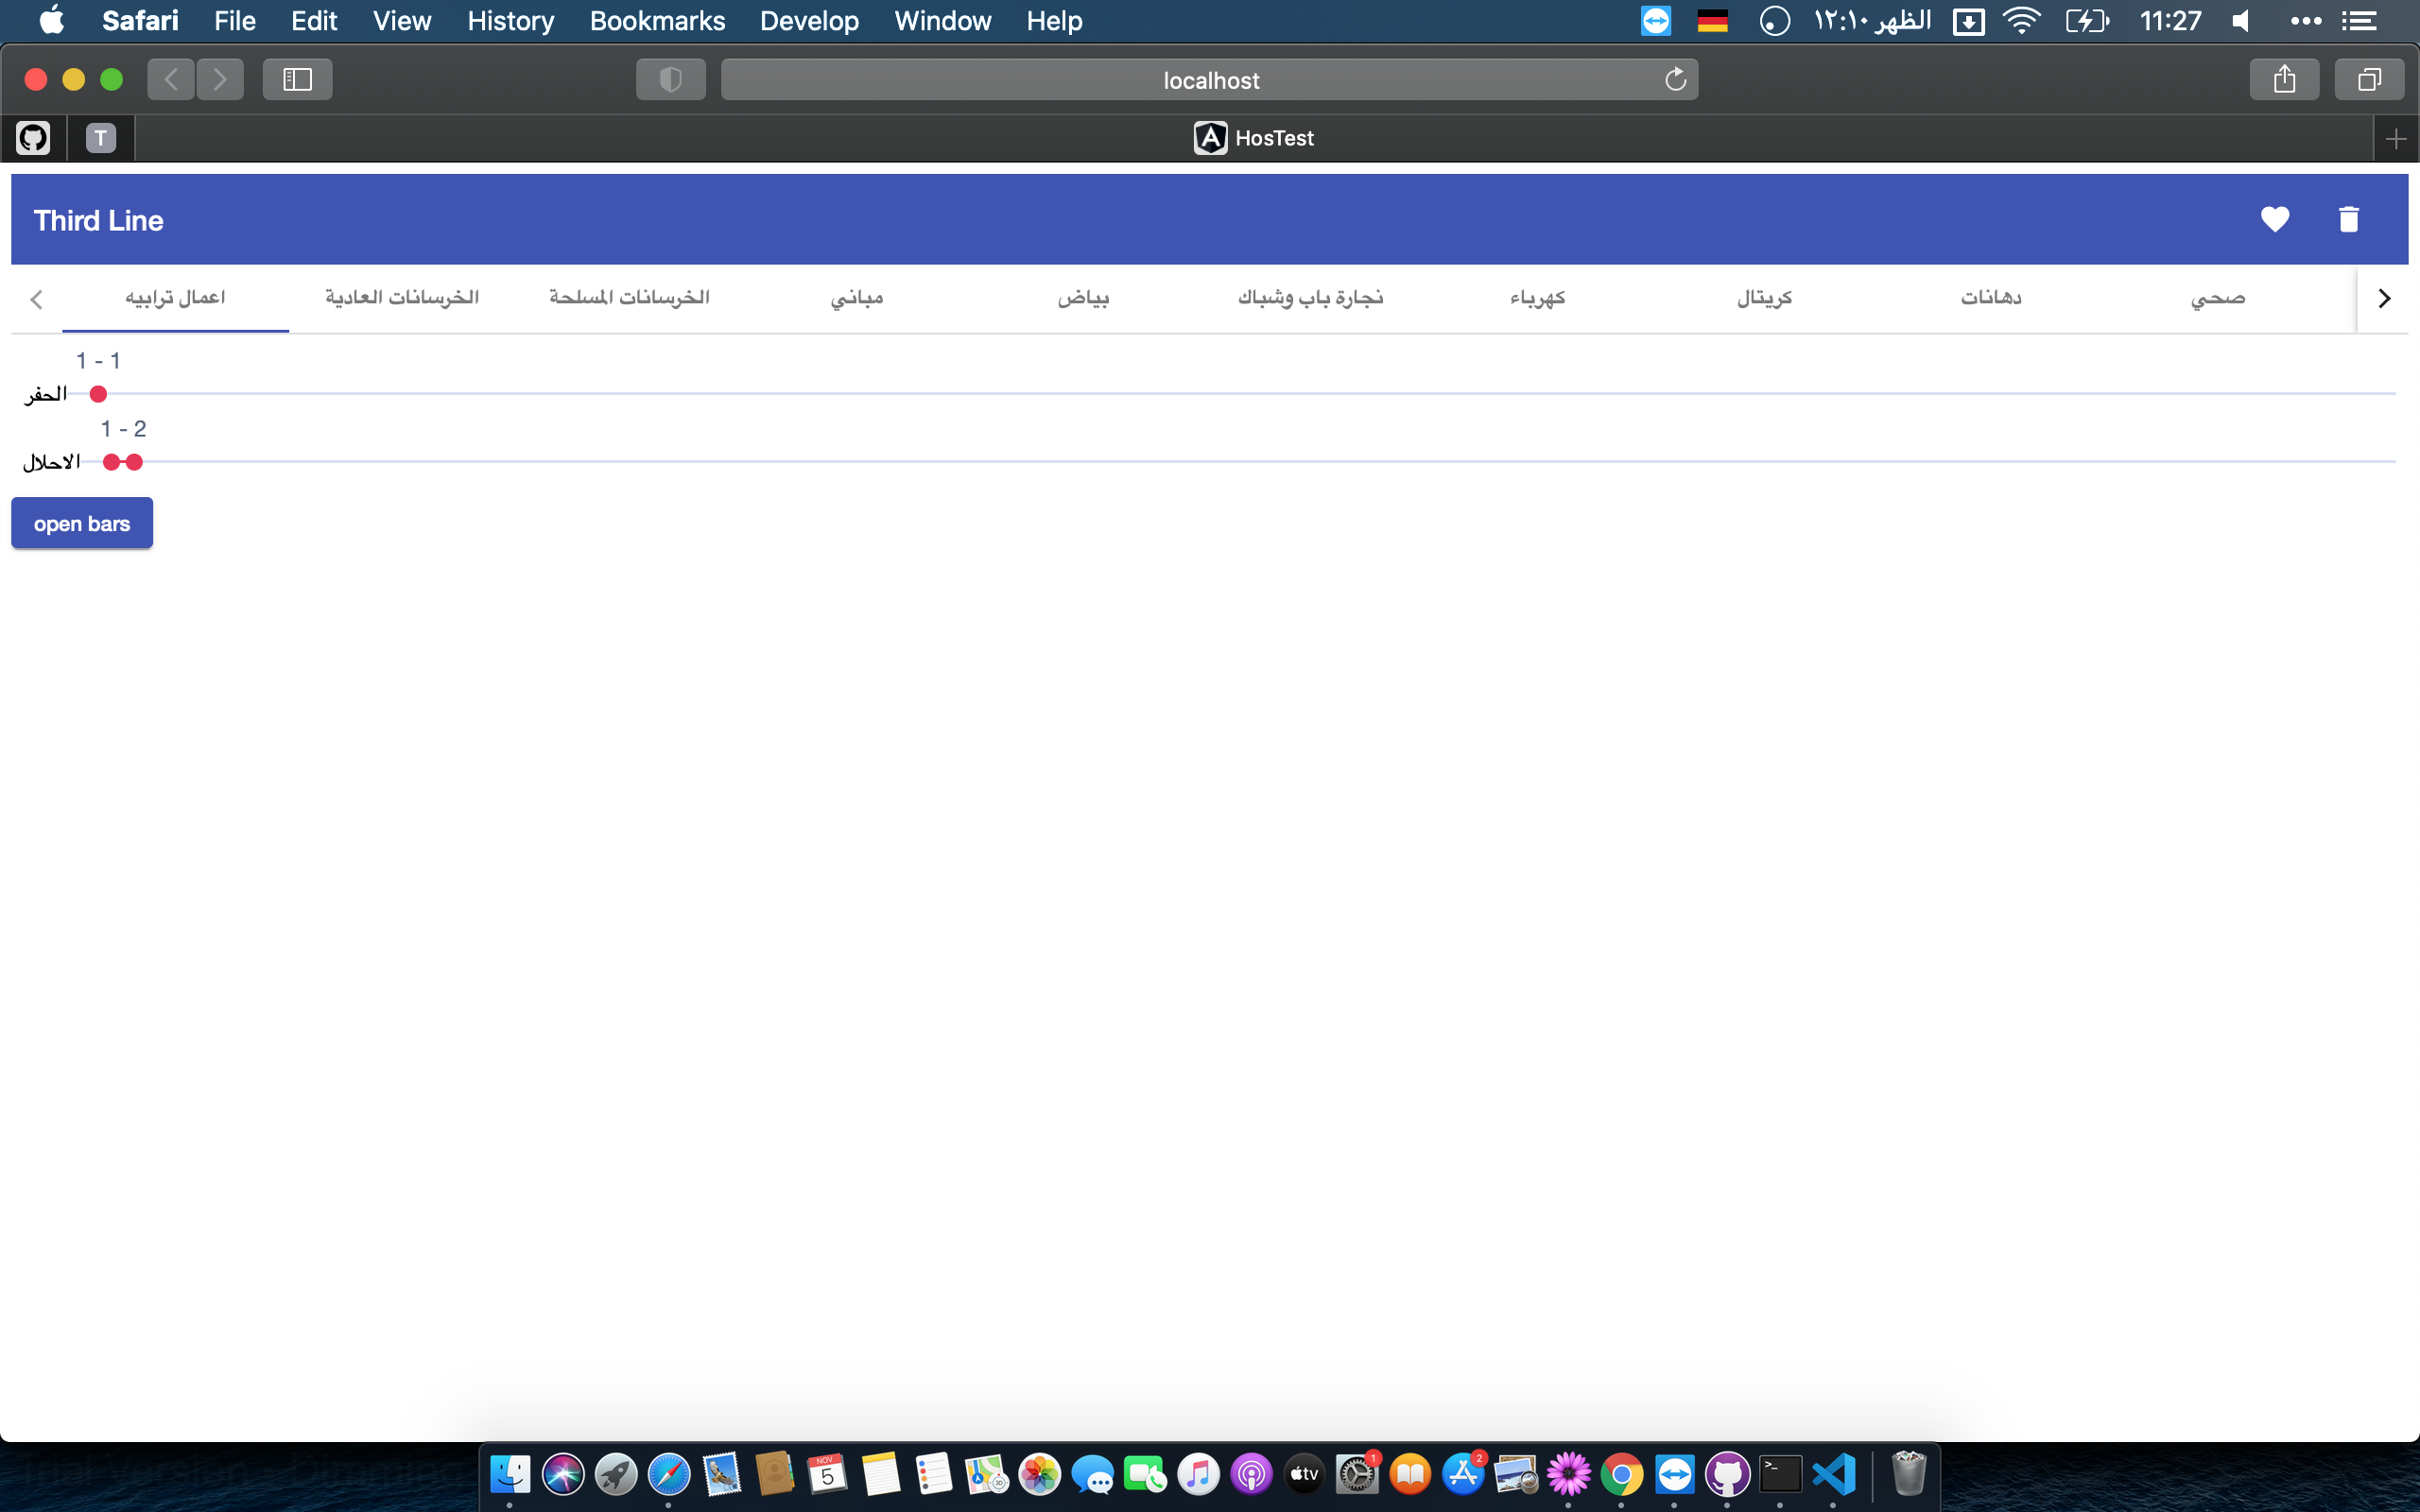 Safari File Edit View History Bookmarks Develop Window Help الظهر ١٢:١٠ 11:27
localhost
T HosTest
Third Line
اعمال ترابيه الخرسانات العادية الخرسانات المسلحة مباني بياض نجارة باب وشباك كهرباء كريتال دهانات صحي
1 - 1
الحفر
1 - 2
الاحلال
open bars
NOV
5
3D
tv
1
2
>_